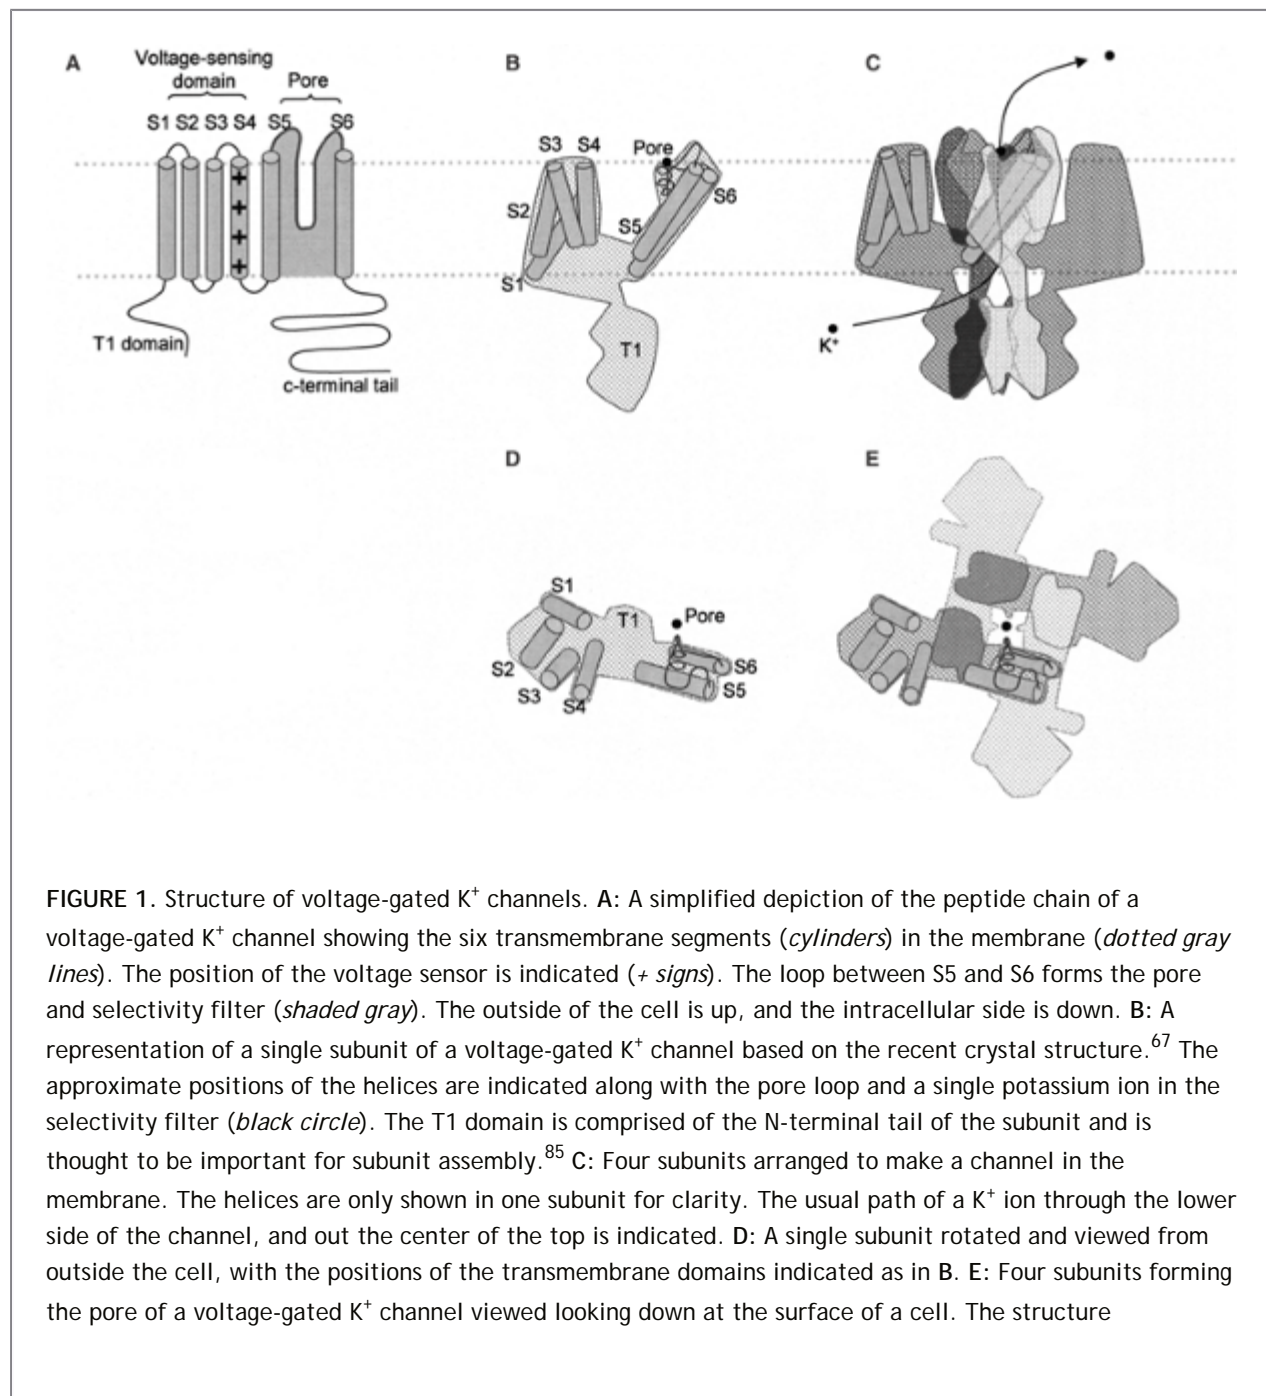 A
Voltage-sensing
domain
Pore
S1 S2 S3 S4 S5 S6
+
+
+
+
T1 domain
c-terminal tail
B
S3 S4
Pore
S2
S5
S6
S1
T1
C
K+
D
S1
T1
Pore
S2
S3
S4
S6
S5
E
FIGURE 1. Structure of voltage-gated K+ channels. A: A simplified depiction of the peptide chain of a
voltage-gated K+ channel showing the six transmembrane segments (cylinders) in the membrane (dotted gray
lines). The position of the voltage sensor is indicated (+ signs). The loop between S5 and S6 forms the pore
and selectivity filter (shaded gray). The outside of the cell is up, and the intracellular side is down. B: A
representation of a single subunit of a voltage-gated K+ channel based on the recent crystal structure.67 The
approximate positions of the helices are indicated along with the pore loop and a single potassium ion in the
selectivity filter (black circle). The T1 domain is comprised of the N-terminal tail of the subunit and is
thought to be important for subunit assembly.85 C: Four subunits arranged to make a channel in the
membrane. The helices are only shown in one subunit for clarity. The usual path of a K+ ion through the lower
side of the channel, and out the center of the top is indicated. D: A single subunit rotated and viewed from
outside the cell, with the positions of the transmembrane domains indicated as in B. E: Four subunits forming
the pore of a voltage-gated K+ channel viewed looking down at the surface of a cell. The structure